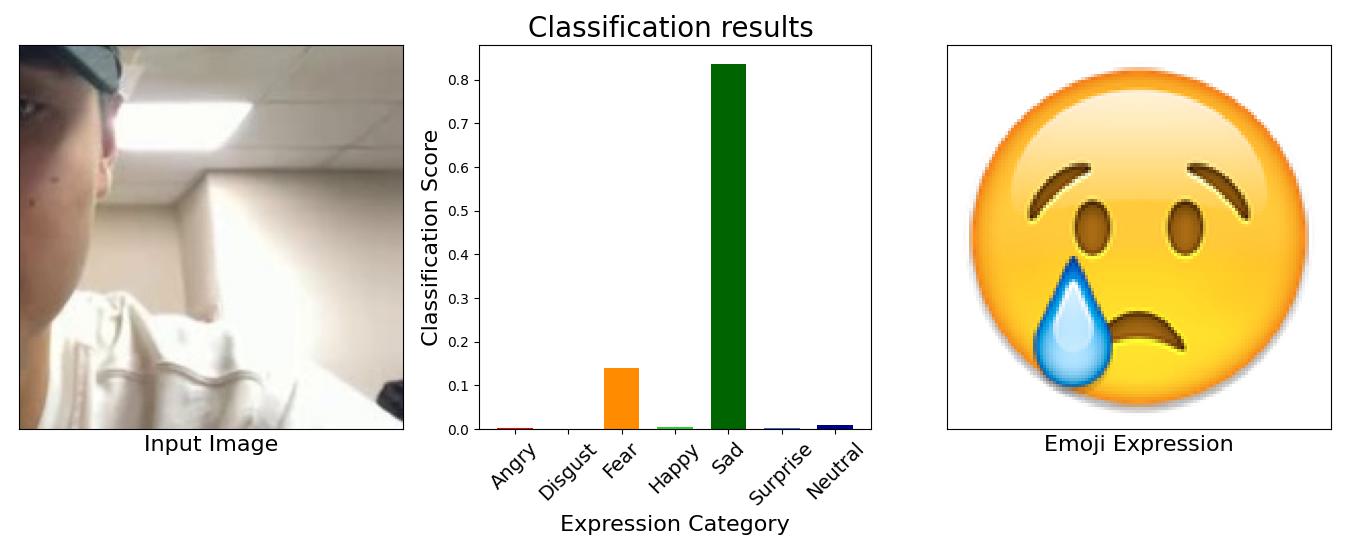 Classification results
Classification Score
0.8
0.7
0.6
0.5
0.4
0.3
0.2
0.1
0.0
Angry
Disgust
Fear
Happy
Sad
Surprise
Neutral
Expression Category
Input Image
Emoji Expression